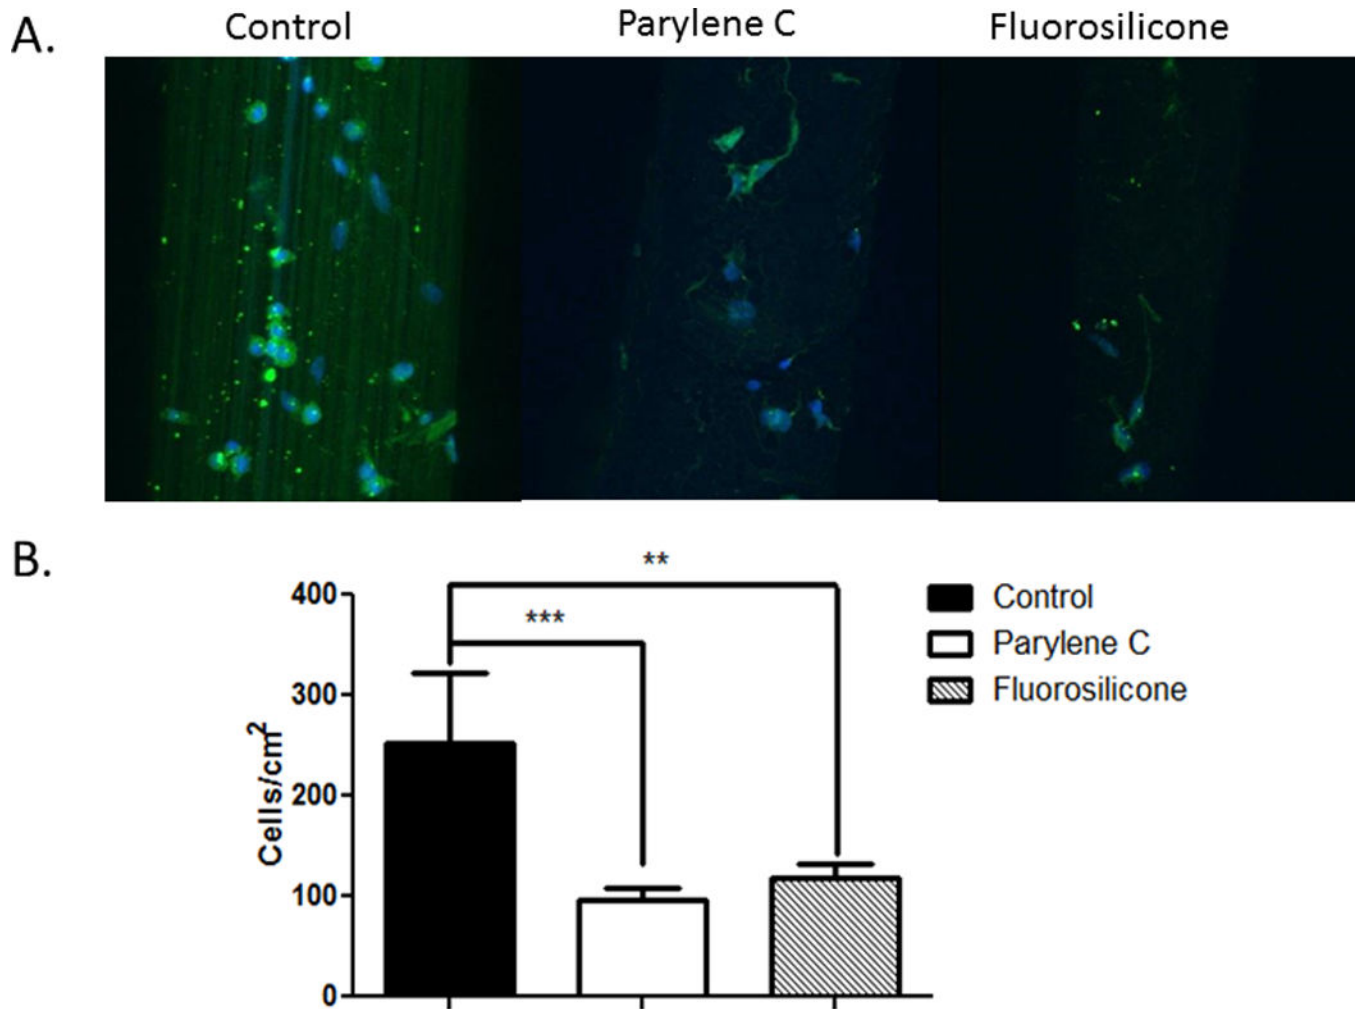 A.
Control
Parylene C
Fluorosilicone
B.
**
***
400
300
200
100
0
Cells/cm²
Control
Parylene C
Fluorosilicone